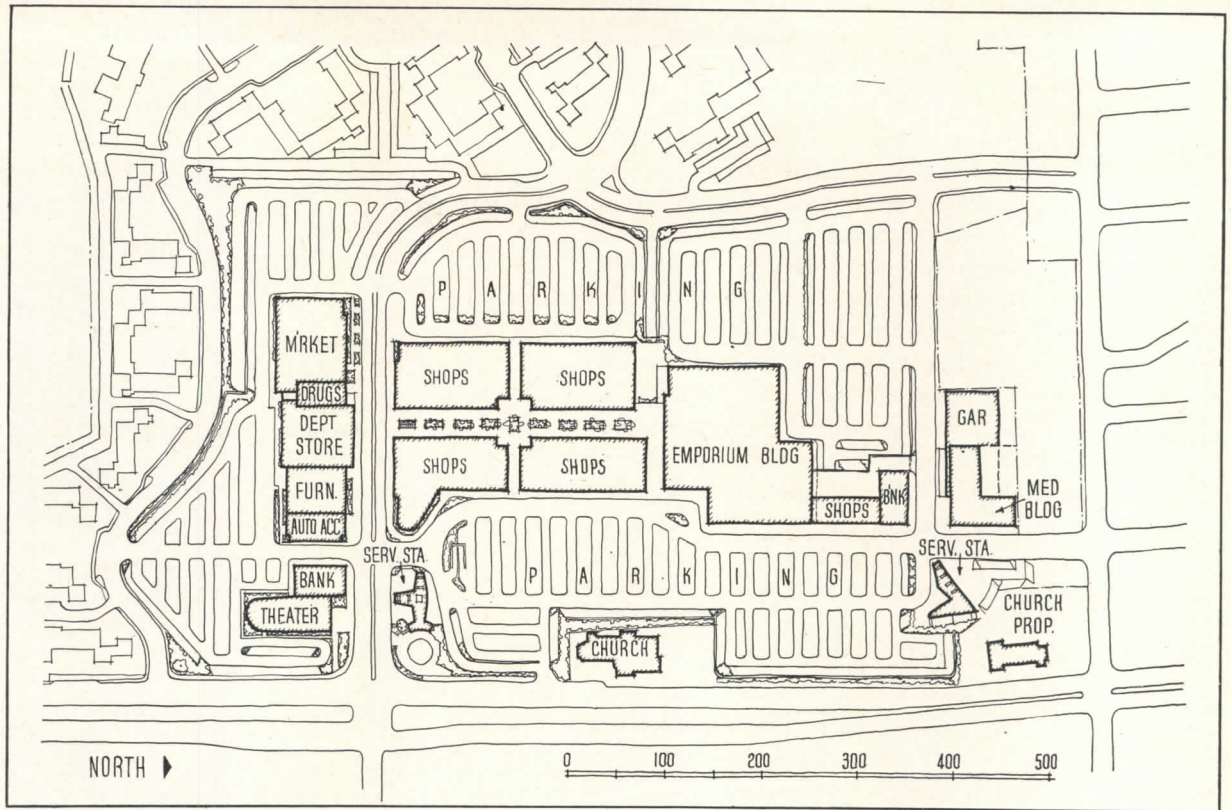 P A R K I N G
M'RKET
DRUGS
DEPT
STORE
FURN.
AUTO ACC
SHOPS
SHOPS
SHOPS
SHOPS
EMPORIUM BLDG
SHOPS
BNK
GAR
MED
BLDG
SERV. STA.
BANK
THEATER
P A R K I N G
CHURCH
SERV. STA.
CHURCH
PROP.
NORTH
0 100 200 300 400 500